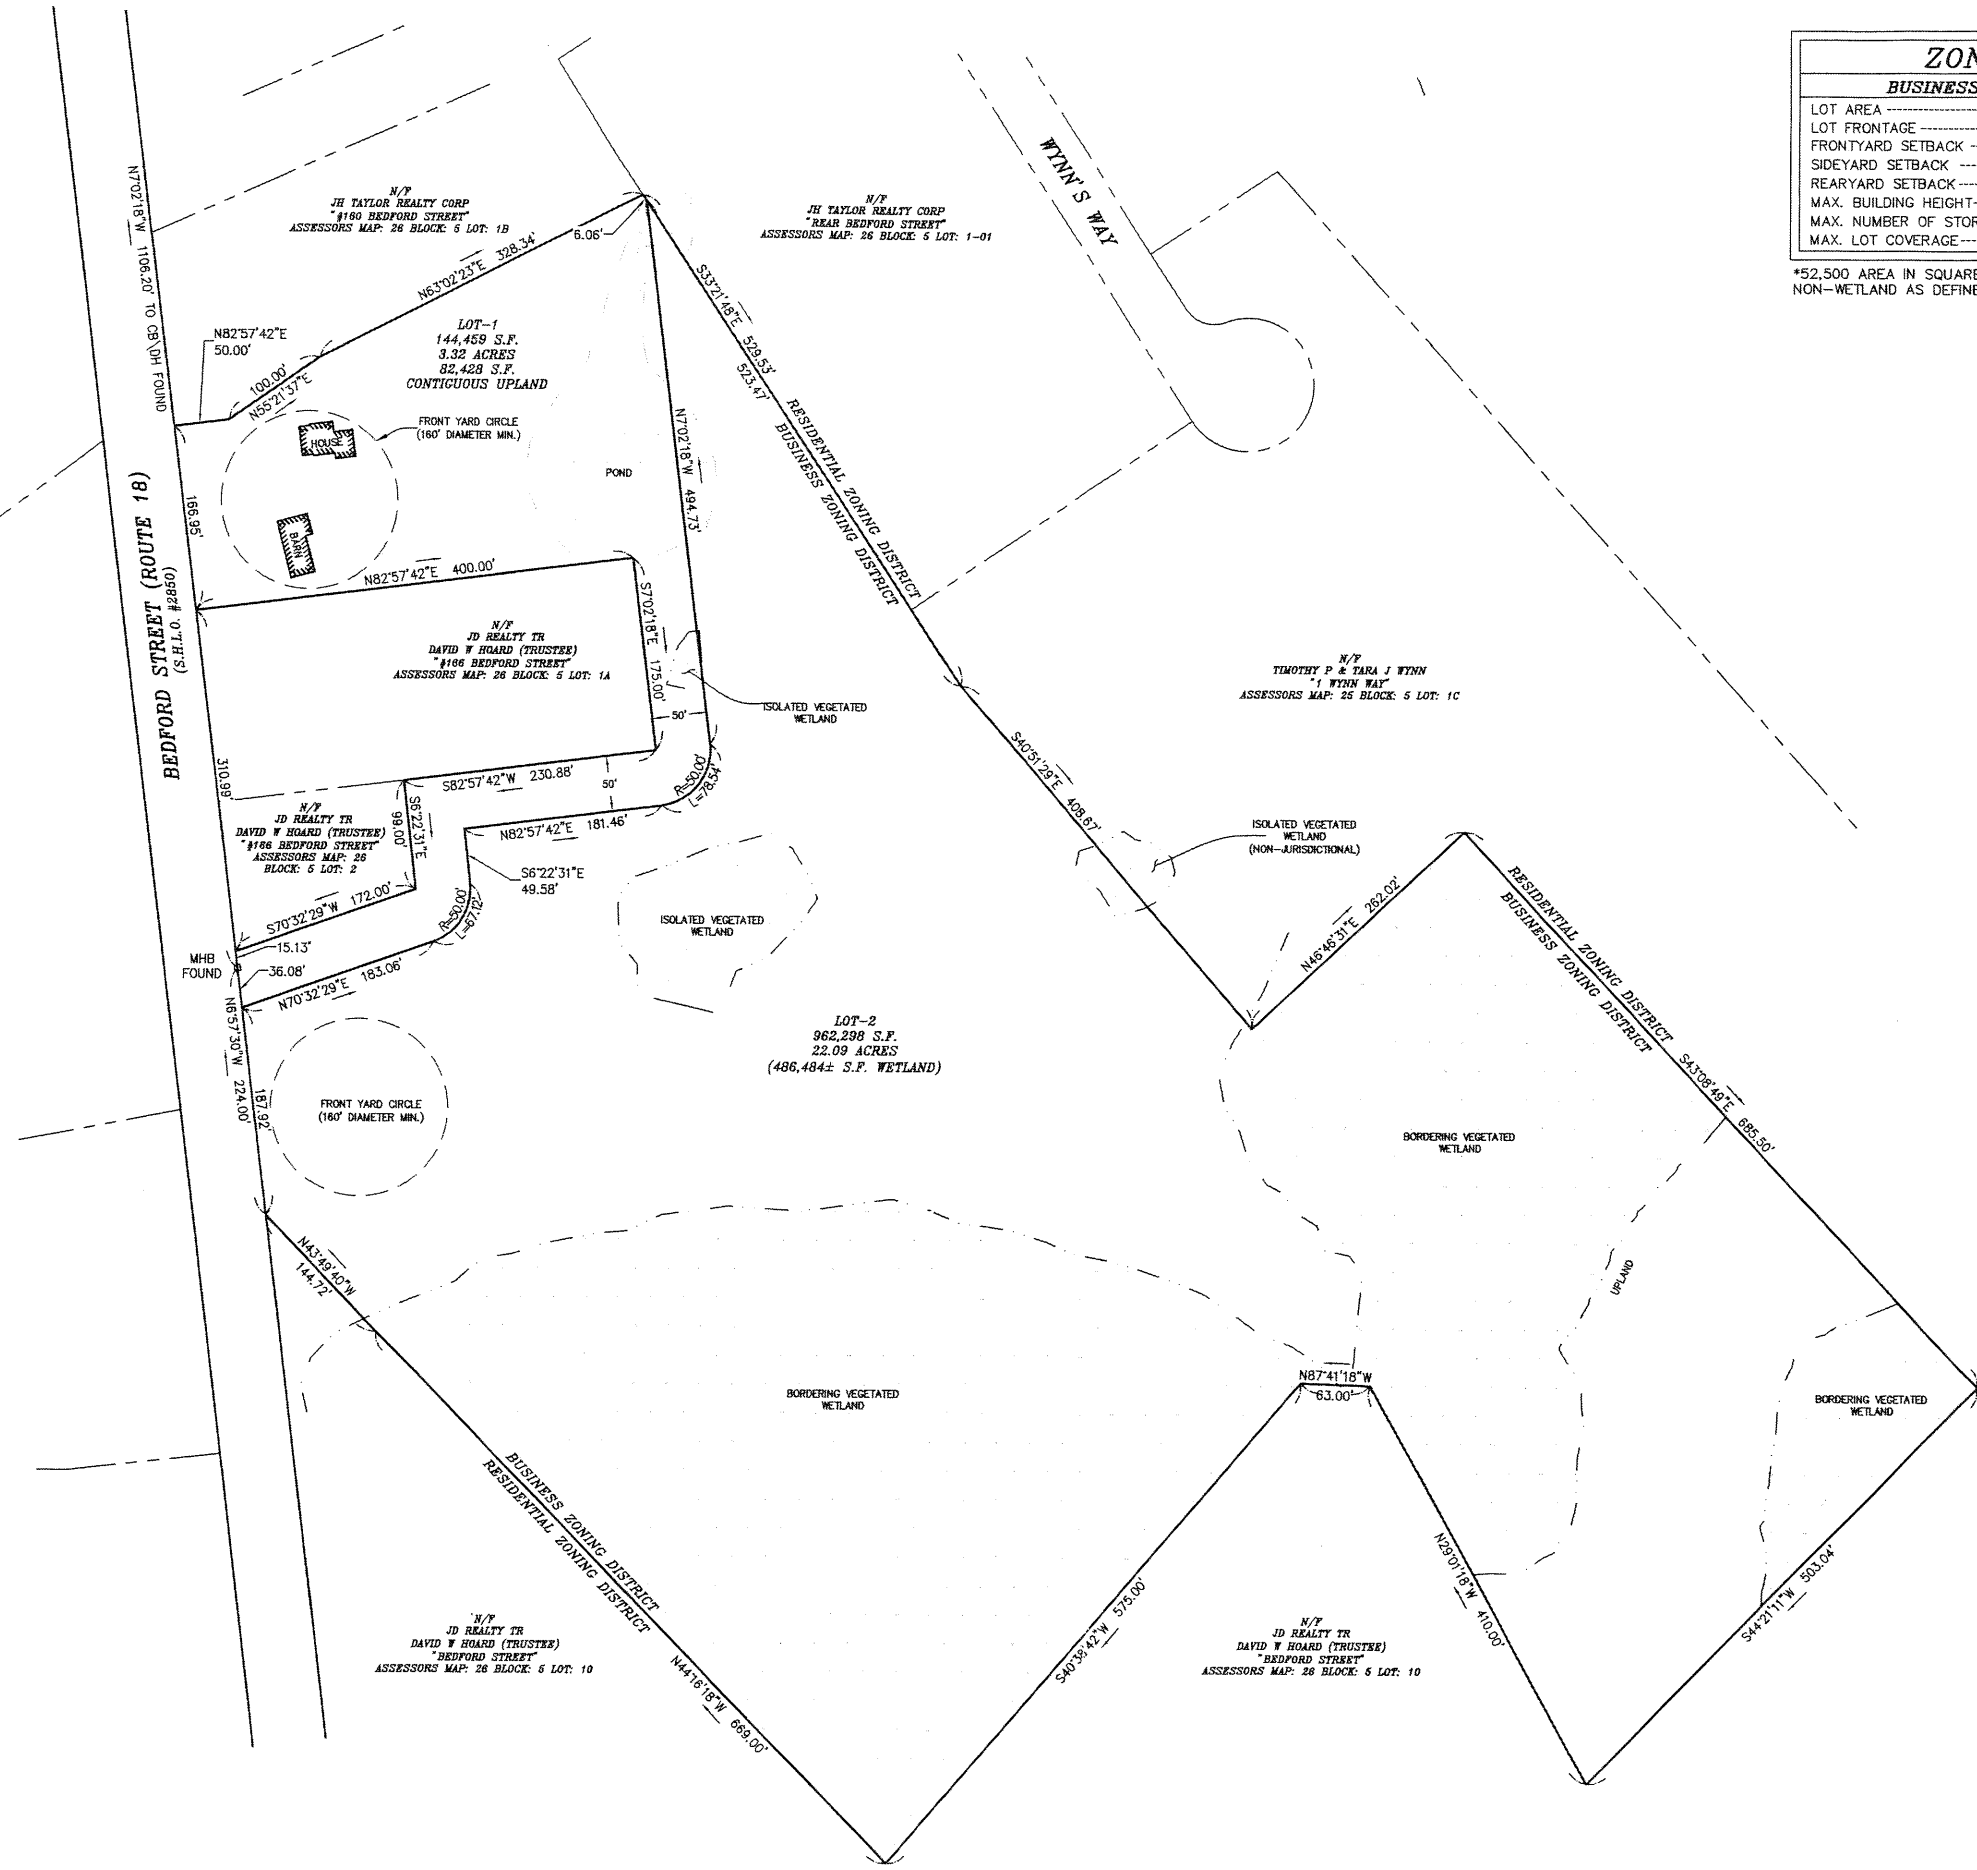 ZON
BUSINESS
LOT AREA
LOT FRONTAGE
FRONTYARD SETBACK
SIDEYARD SETBACK
REARYARD SETBACK
MAX. BUILDING HEIGHT
MAX. NUMBER OF STOR
MAX. LOT COVERAGE
*52,500 AREA IN SQUARE
NON-WETLAND AS DEFINE
WYNN'S WAY
N/F
JH TAYLOR REALTY CORP
"#160 BEDFORD STREET"
ASSESSORS MAP: 26 BLOCK: 5 LOT: 1B
N/F
JH TAYLOR REALTY CORP
"REAR BEDFORD STREET"
ASSESSORS MAP: 26 BLOCK: 5 LOT: 1-01
N7°02'18"W 1106.20' TO CB\DH FOUND
6.06'
N63°02'23"E 328.34'
N82°57'42"E
50.00'
100.00'
N55°21'37"E
LOT-1
144,459 S.F.
3.32 ACRES
82,428 S.F.
CONTIGUOUS UPLAND
S33°21'48"E 529.53'
523.47'
RESIDENTIAL ZONING DISTRICT
BUSINESS ZONING DISTRICT
FRONT YARD CIRCLE
(160' DIAMETER MIN.)
HOUSE
BARN
POND
N7°02'18"W 494.73'
166.95'
BEDFORD STREET (ROUTE 18)
(S.H.L.O. #2850)
N82°57'42"E 400.00'
S7°02'18"E 175.00'
N/F
JD REALTY TR
DAVID W HOARD (TRUSTEE)
"#166 BEDFORD STREET"
ASSESSORS MAP: 26 BLOCK: 5 LOT: 1A
ISOLATED VEGETATED
WETLAND
50'
N/F
TIMOTHY P & TARA J WYNN
"1 WYNN WAY"
ASSESSORS MAP: 25 BLOCK: 5 LOT: 1C
310.99'
S82°57'42"W 230.88'
50'
R=50.00'
L=78.54'
S40°51'29"E 408.67'
N/F
JD REALTY TR
DAVID W HOARD (TRUSTEE)
"#166 BEDFORD STREET"
ASSESSORS MAP: 26
BLOCK: 5 LOT: 2
S6°22'31"E
99.00'
N82°57'42"E 181.46'
S6°22'31"E
49.58'
ISOLATED VEGETATED
WETLAND
(NON-JURISDICTIONAL)
S70°32'29"W 172.00'
R=50.00'
L=67.12'
ISOLATED VEGETATED
WETLAND
N46°46'31"E 262.02'
RESIDENTIAL ZONING DISTRICT
BUSINESS ZONING DISTRICT
S43°08'49"E 685.50'
15.13'
MHB
FOUND
36.08'
N70°32'29"E 183.06'
N6°57'30"W 224.00'
187.92'
LOT-2
962,298 S.F.
22.09 ACRES
(486,484± S.F. WETLAND)
FRONT YARD CIRCLE
(160' DIAMETER MIN.)
BORDERING VEGETATED
WETLAND
UPLAND
N43°49'40"W
144.72'
N87°41'18"W
63.00'
BORDERING VEGETATED
WETLAND
BORDERING VEGETATED
WETLAND
BUSINESS ZONING DISTRICT
RESIDENTIAL ZONING DISTRICT
N29°01'18"W 410.00'
S44°21'11"W 503.04'
S40°38'42"W 575.00'
N44°16'18"W 669.00'
N/F
JD REALTY TR
DAVID W HOARD (TRUSTEE)
"BEDFORD STREET"
ASSESSORS MAP: 26 BLOCK: 5 LOT: 10
N/F
JD REALTY TR
DAVID W HOARD (TRUSTEE)
"BEDFORD STREET"
ASSESSORS MAP: 26 BLOCK: 5 LOT: 10